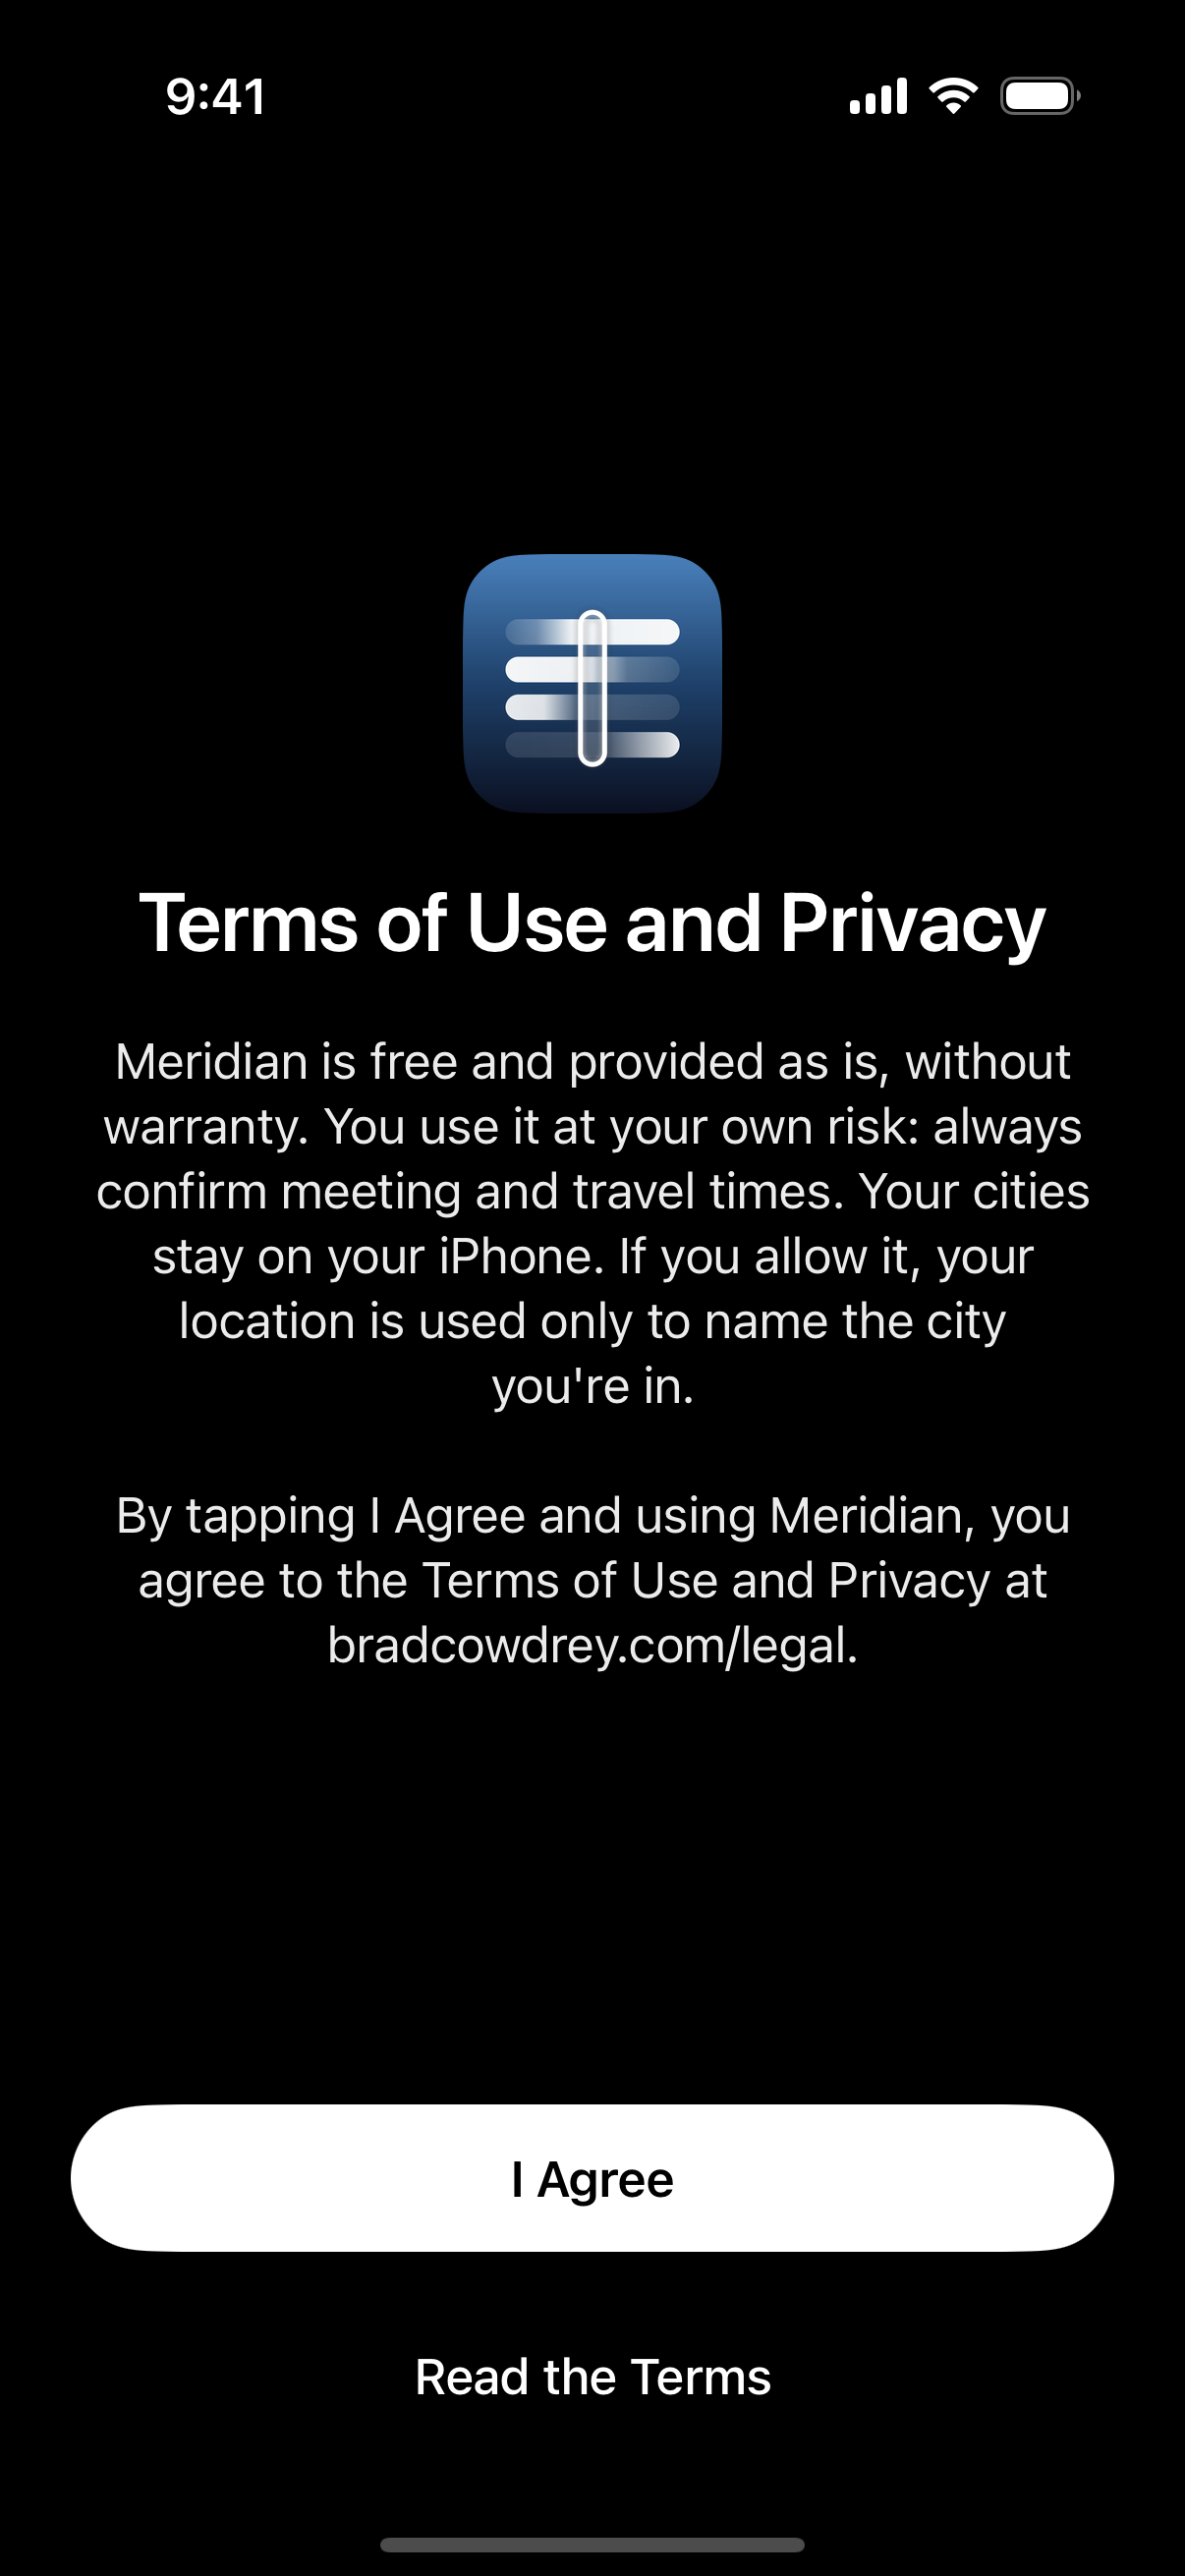 9:41
Terms of Use and Privacy
Meridian is free and provided as is, without
warranty. You use it at your own risk: always
confirm meeting and travel times. Your cities
stay on your iPhone. If you allow it, your
location is used only to name the city
you're in.
By tapping I Agree and using Meridian, you
agree to the Terms of Use and Privacy at
bradcowdrey.com/legal.
I Agree
Read the Terms